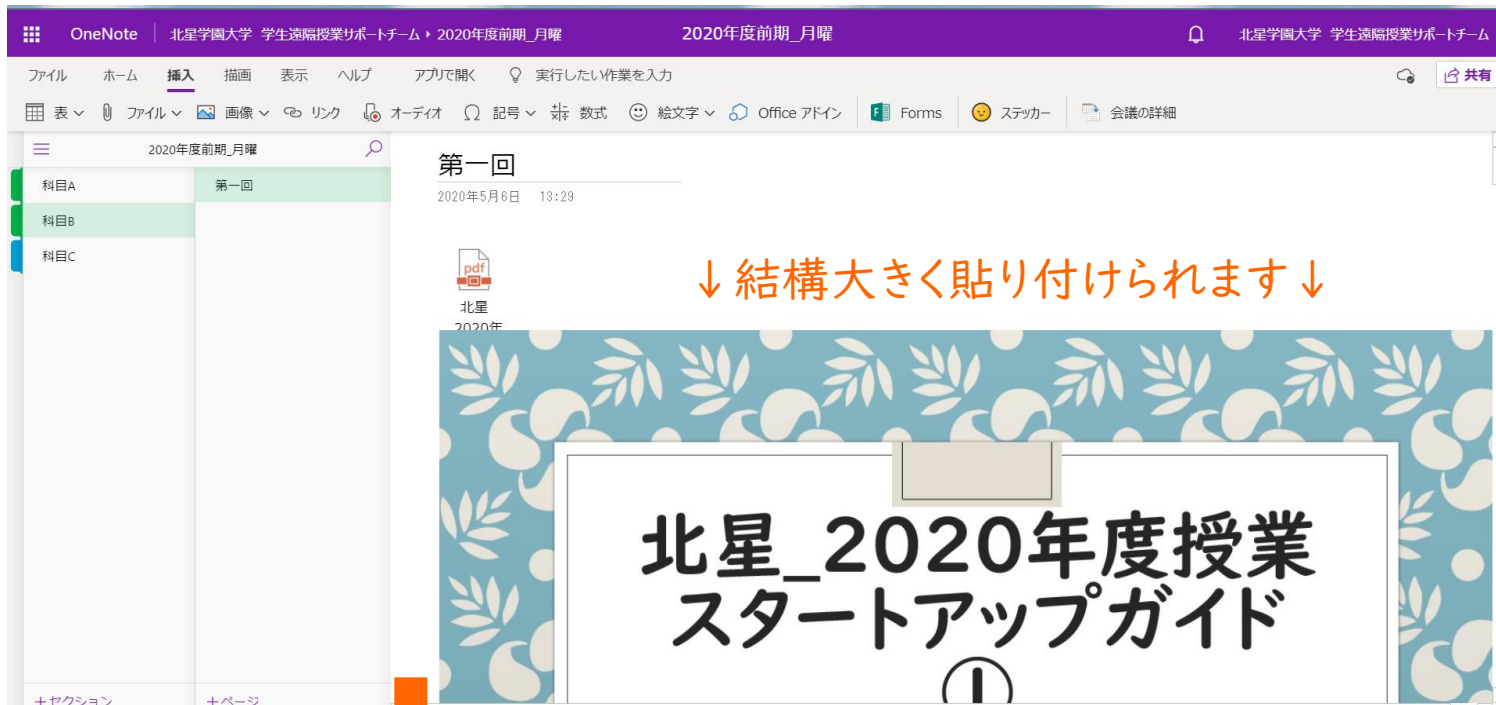 OneNote 北星学園大学 学生遠隔授業サポートチーム › 2020年度前期_月曜 2020年度前期_月曜 北星学園大学 学生遠隔授業サポートチーム
ファイル ホーム 挿入 描画 表示 ヘルプ アプリで開く 実行したい作業を入力 共有
表 ファイル 画像 リンク オーディオ 記号 数式 絵文字 Office アドイン Forms ステッカー 会議の詳細
2020年度前期_月曜
科目A
科目B
科目C
第一回
第一回
2020年5月6日 13:29
pdf
北星
2020年
↓結構大きく貼り付けられます↓
北星_2020年度授業
スタートアップガイド
①
+セクション
+ページ